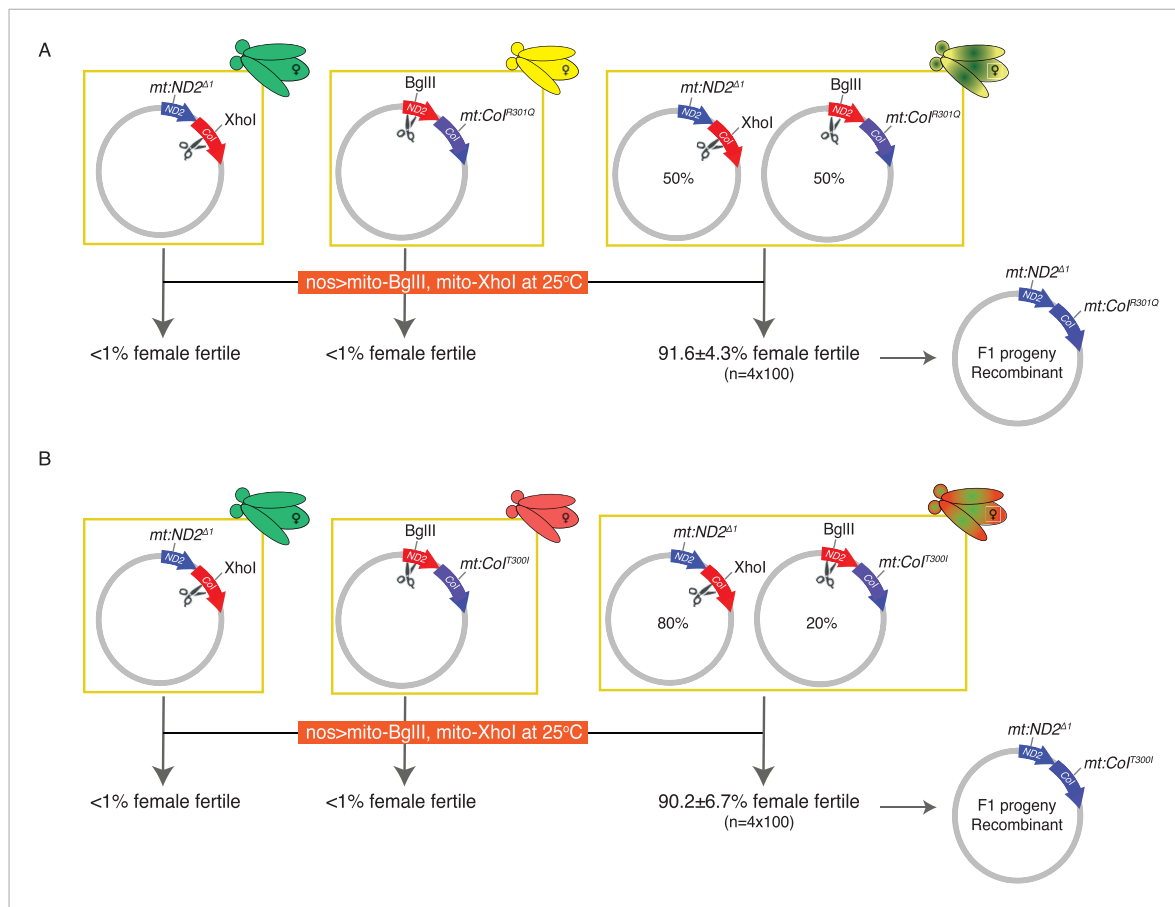 A
mt:ND2Δ1
XhoI
ND2
CoI
♀
BglII
mt:CoIR301Q
ND2
CoI
♀
mt:ND2Δ1
XhoI
ND2
CoI
50%
BglII
mt:CoIR301Q
ND2
CoI
50%
♀
nos>mito-BglII, mito-XhoI at 25°C
<1% female fertile
<1% female fertile
91.6±4.3% female fertile
(n=4x100)
mt:ND2Δ1
mt:CoIR301Q
ND2
CoI
F1 progeny
Recombinant
B
mt:ND2Δ1
XhoI
ND2
CoI
♀
BglII
mt:CoIT300I
ND2
CoI
♀
mt:ND2Δ1
XhoI
ND2
CoI
80%
BglII
mt:CoIT300I
ND2
CoI
20%
♀
nos>mito-BglII, mito-XhoI at 25°C
<1% female fertile
<1% female fertile
90.2±6.7% female fertile
(n=4x100)
mt:ND2Δ1
mt:CoIT300I
ND2
CoI
F1 progeny
Recombinant